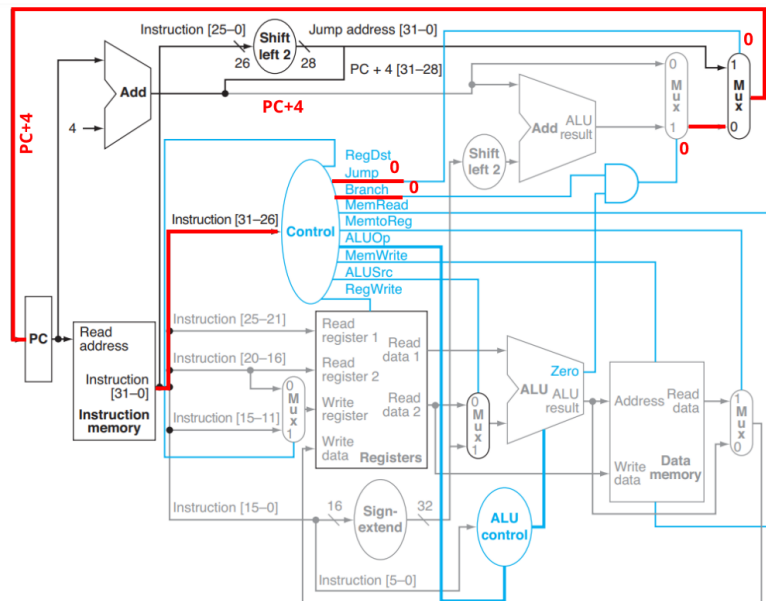 Instruction [25–0]
Shift
left 2
Jump address [31–0]
26
28
0
PC + 4 [31–28]
Add
4
PC+4
PC+4
0
M
u
x
1
1
M
u
x
0
Add
ALU
result
Shift
left 2
0
RegDst
Jump
0
Branch
0
MemRead
MemtoReg
ALUOp
MemWrite
ALUSrc
RegWrite
Instruction [31–26]
Control
PC
Read
address
Instruction
[31–0]
Instruction
memory
Instruction [25–21]
Instruction [20–16]
Instruction [15–11]
0
M
u
x
1
Read
register 1
Read
register 2
Write
register
Write
data
Read
data 1
Read
data 2
Registers
0
M
u
x
1
Zero
ALU
ALU
result
Address
Read
data
Write
data
Data
memory
1
M
u
x
0
Instruction [15–0]
16
Sign-
extend
32
ALU
control
Instruction [5–0]